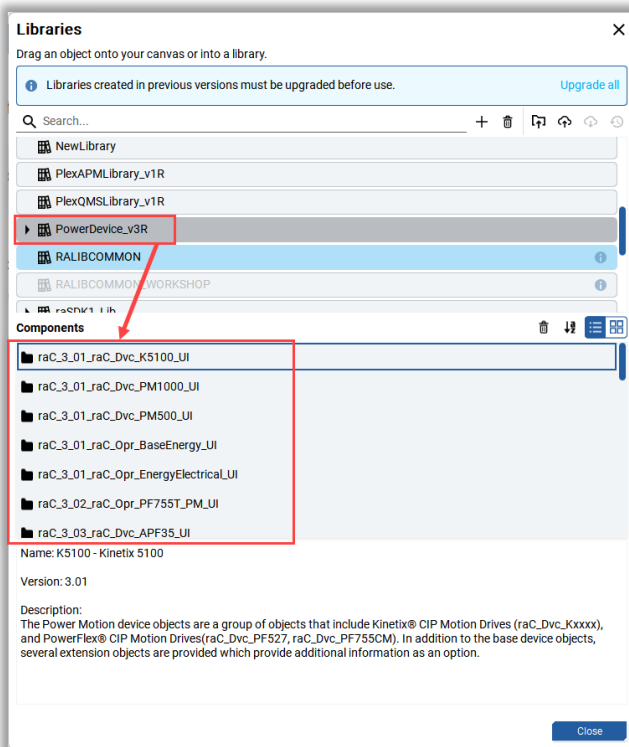 Libraries
Drag an object onto your canvas or into a library.
Libraries created in previous versions must be upgraded before use. Upgrade all
Search...
NewLibrary
PlexAPMLibrary_v1R
PlexQMSLibrary_v1R
PowerDevice_v3R
RALIBCOMMON
RALIBCOMMON_WORKSHOP
raSDK1_Lib
Components
raC_3_01_raC_Dvc_K5100_UI
raC_3_01_raC_Dvc_PM1000_UI
raC_3_01_raC_Dvc_PM500_UI
raC_3_01_raC_Opr_BaseEnergy_UI
raC_3_01_raC_Opr_EnergyElectrical_UI
raC_3_02_raC_Opr_PF755T_PM_UI
raC_3_03_raC_Dvc_APF35_UI
Name: K5100 - Kinetix 5100
Version: 3.01
Description:
The Power Motion device objects are a group of objects that include Kinetix® CIP Motion Drives (raC_Dvc_Kxxxx),
and PowerFlex® CIP Motion Drives(raC_Dvc_PF527, raC_Dvc_PF755CM). In addition to the base device objects,
several extension objects are provided which provide additional information as an option.
Close